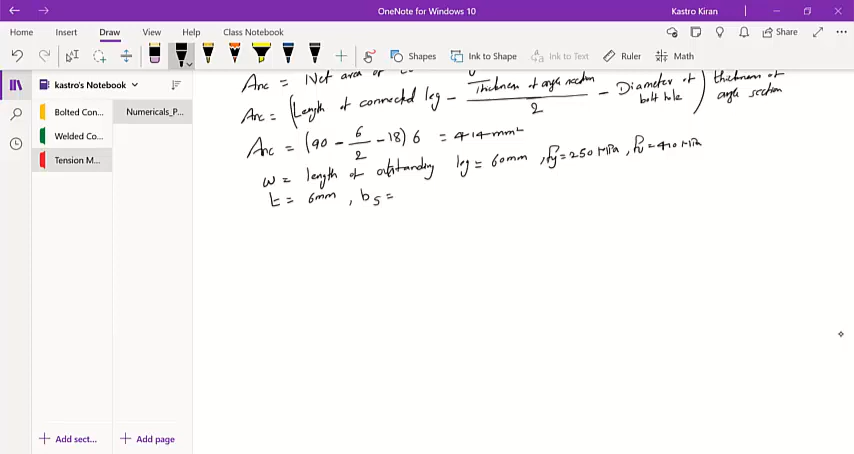 OneNote for Windows 10
Kastro Kiran
Home Insert Draw View Help Class Notebook
Share
Shapes Ink to Shape Ink to Text Ruler Math
kastro's Notebook
Bolted Con...
Welded Co...
Tension M...
Numericals_P...
Anc = Net area of
Anc = (Length of connected leg - Thickness of angle section / 2 - Diameter of bolt hole) thickness of angle section
Anc = (90 - 6/2 - 18) 6 = 414 mm²
w = length of outstanding leg = 60mm, fy = 250 MPa, fu = 410 MPa
t = 6mm, bs =
+ Add sect...
+ Add page